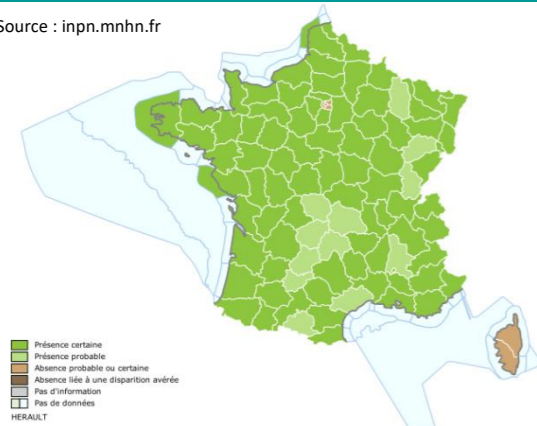 Source : inpn.mnhn.fr
Présence certaine
Présence probable
Absence probable ou certaine
Absence liée à une disparition avérée
Pas d'information
Pas de données
HERAULT